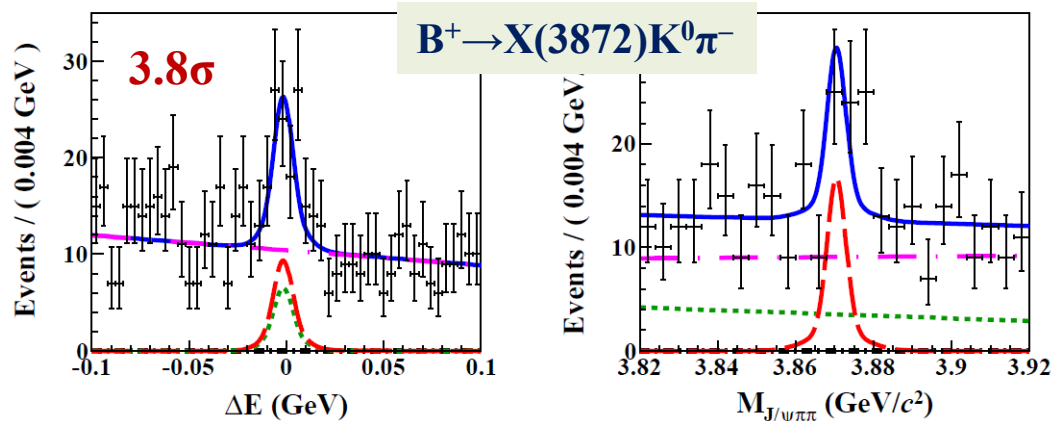 B⁺→X(3872)K⁰π⁻
3.8σ
Events / ( 0.004 GeV )
30
20
10
0
-0.1 -0.05 0 0.05 0.1
ΔE (GeV)
Events / ( 0.004 GeV
20
10
0
3.82 3.84 3.86 3.88 3.9 3.92
M_J/ψππ (GeV/c²)